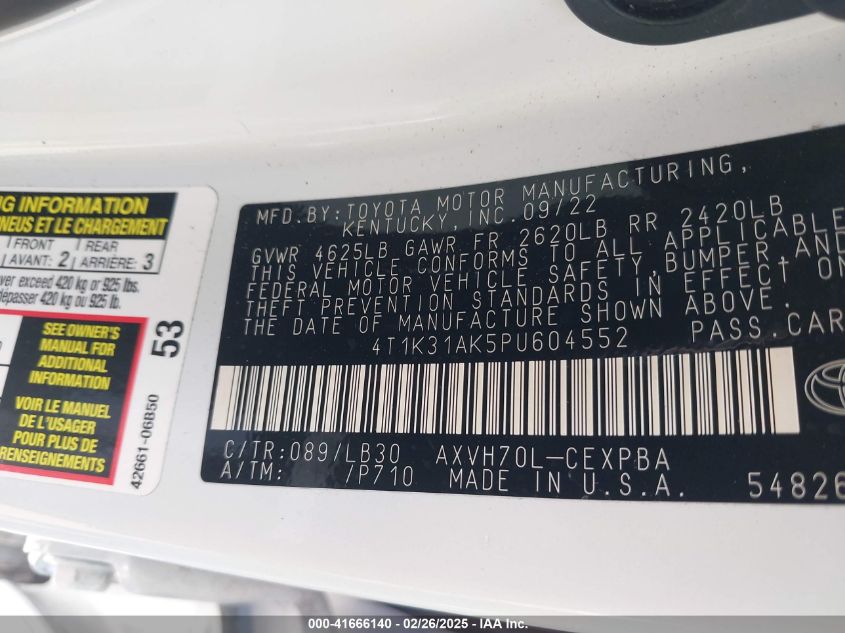 NG INFORMATION
NEUS ET LE CHARGEMENT
FRONT REAR
AVANT: 2 ARRIÈRE: 3
ver exceed 420 kg or 925 lbs.
dépasser 420 kg ou 925 lb.
SEE OWNER'S
MANUAL FOR
ADDITIONAL
INFORMATION
VOIR LE MANUEL
DE L'USAGER
POUR PLUS DE
RENSEIGNEMENTS
53
42661-06B50
MFD. BY: TOYOTA MOTOR MANUFACTURING,
KENTUCKY, INC. 09/22
GVWR 4625LB GAWR FR 2620LB RR 2420LB
THIS VEHICLE CONFORMS TO ALL APPLICABLE
FEDERAL MOTOR VEHICLE SAFETY, BUMPER, AND
THEFT PREVENTION STANDARDS IN EFFECT ON
THE DATE OF MANUFACTURE SHOWN ABOVE.
4T1K31AK5PU604552 PASS. CAR
C/TR: 089/LB30 AXVH70L-CEXPBA
A/TM: /P710 MADE IN U.S.A. 54826
000-41666140 - 02/26/2025 - IAAI.com